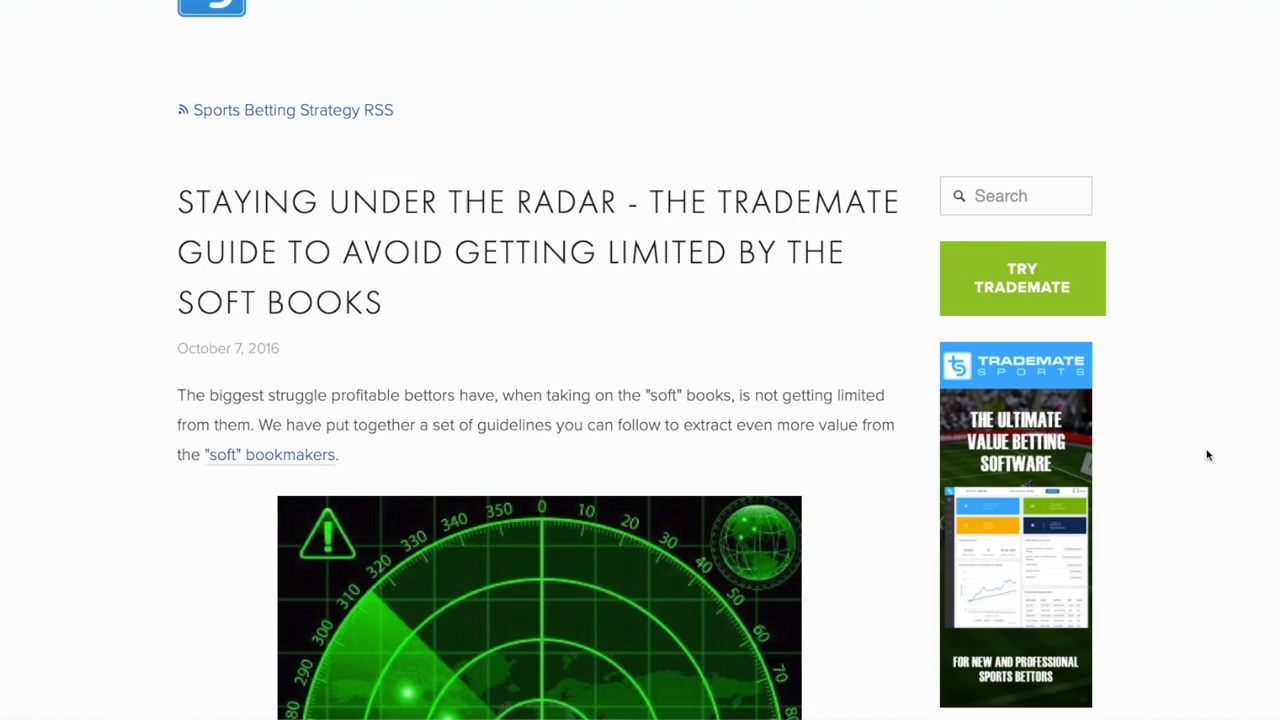 Sports Betting Strategy RSS
STAYING UNDER THE RADAR - THE TRADEMATE
GUIDE TO AVOID GETTING LIMITED BY THE
SOFT BOOKS
October 7, 2016
The biggest struggle profitable bettors have, when taking on the "soft" books, is not getting limited
from them. We have put together a set of guidelines you can follow to extract even more value from
the "soft" bookmakers.
340 350 0 10 20
330 30
320 40
310 50
300 60
290 70
Search
TRY
TRADEMATE
ts TRADEMATE
SPORTS
THE ULTIMATE
VALUE BETTING
SOFTWARE
FOR NEW AND PROFESSIONAL
SPORTS BETTORS